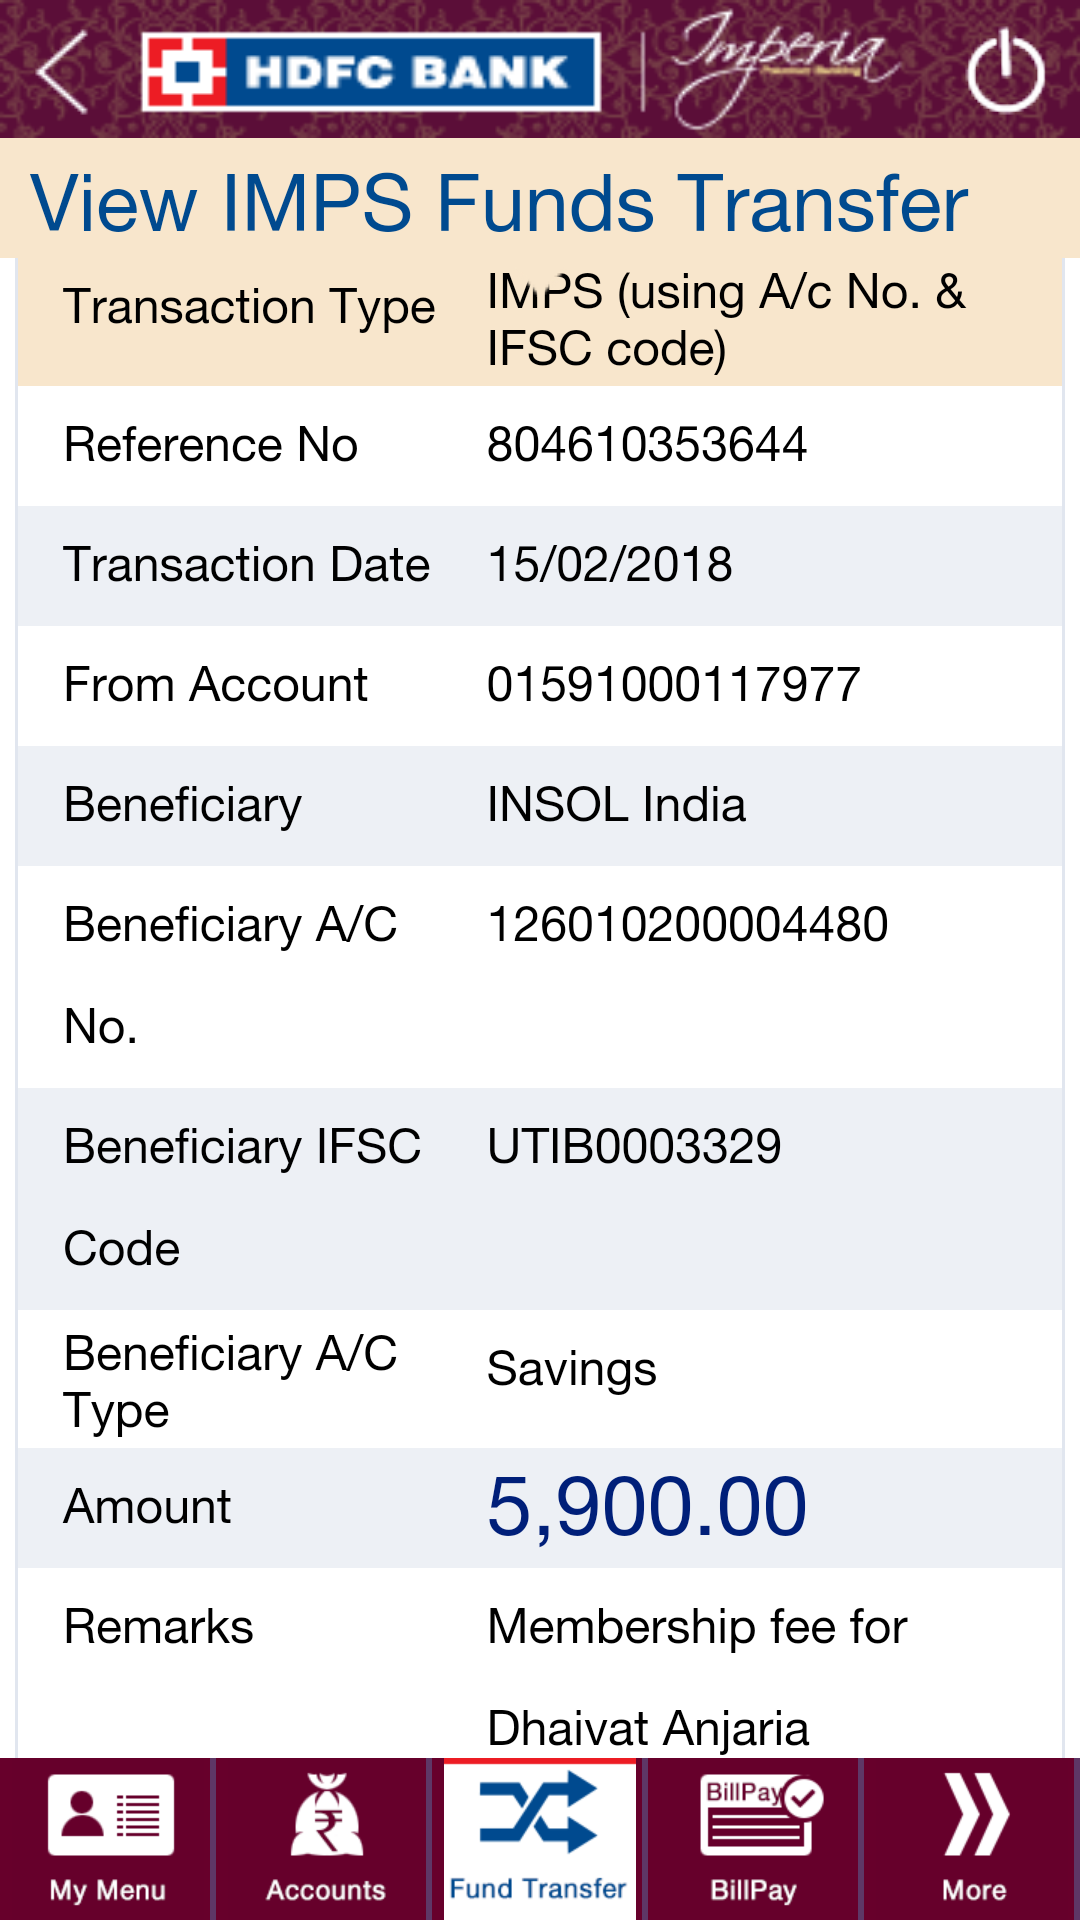 HDFC BANK Imperia
View IMPS Funds Transfer
Transaction Type IMPS (using A/c No. &
IFSC code)
Reference No 804610353644
Transaction Date 15/02/2018
From Account 01591000117977
Beneficiary INSOL India
Beneficiary A/C 126010200004480
No.
Beneficiary IFSC UTIB0003329
Code
Beneficiary A/C Savings
Type
Amount 5,900.00
Remarks Membership fee for
Dhaivat Anjaria
BillPay
My Menu Accounts Fund Transfer BillPay More